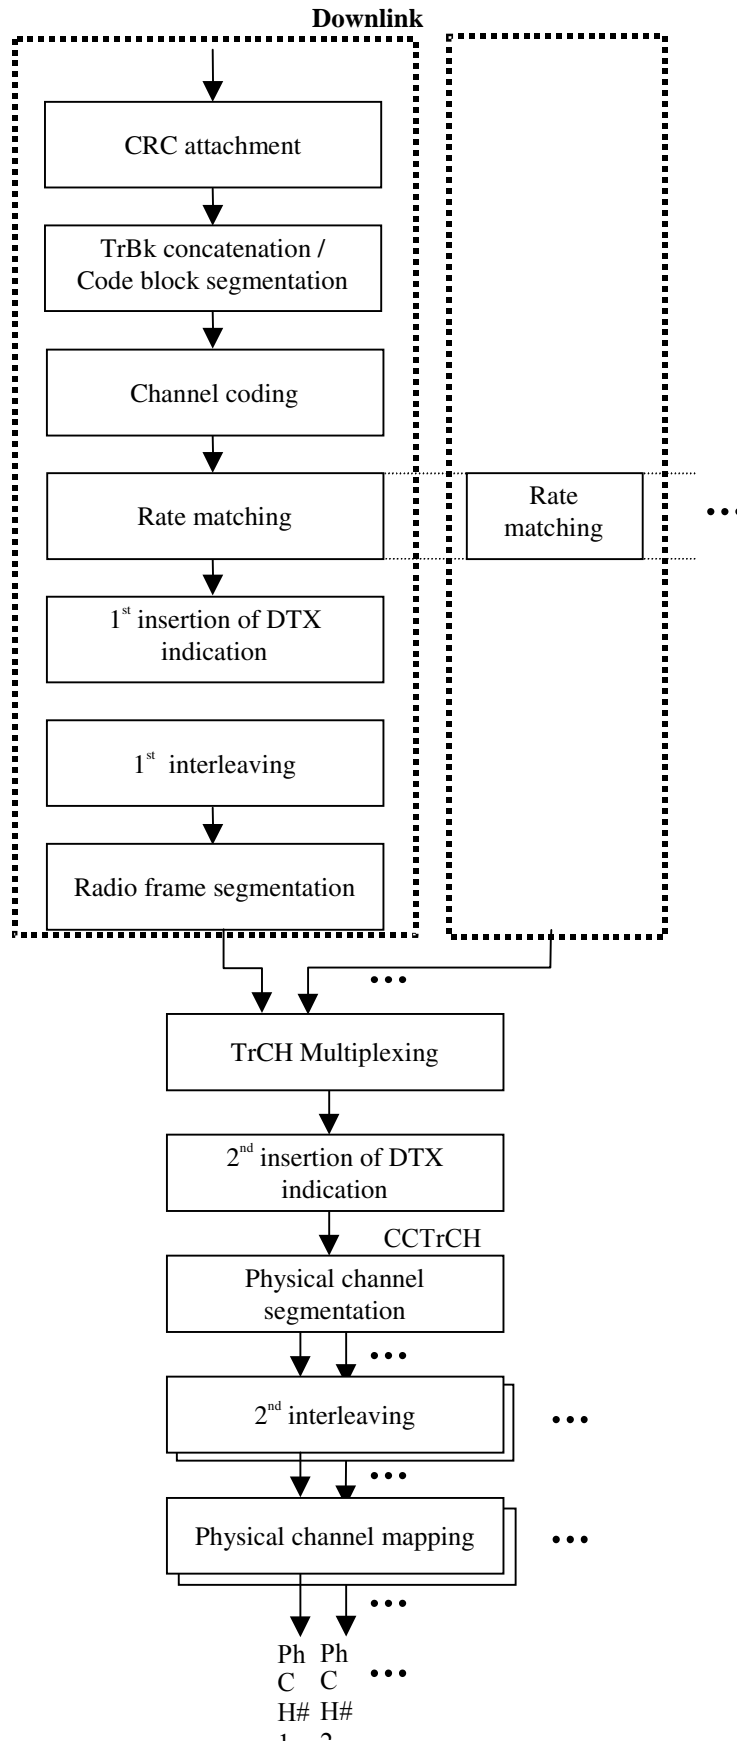 Downlink
CRC attachment
TrBk concatenation /
Code block segmentation
Channel coding
Rate matching
Rate
matching
...
1st insertion of DTX
indication
1st interleaving
Radio frame segmentation
...
TrCH Multiplexing
2nd insertion of DTX
indication
CCTrCH
Physical channel
segmentation
...
2nd interleaving
...
...
Physical channel mapping
...
...
Ph
C
H#
1
Ph
C
H#
2
...